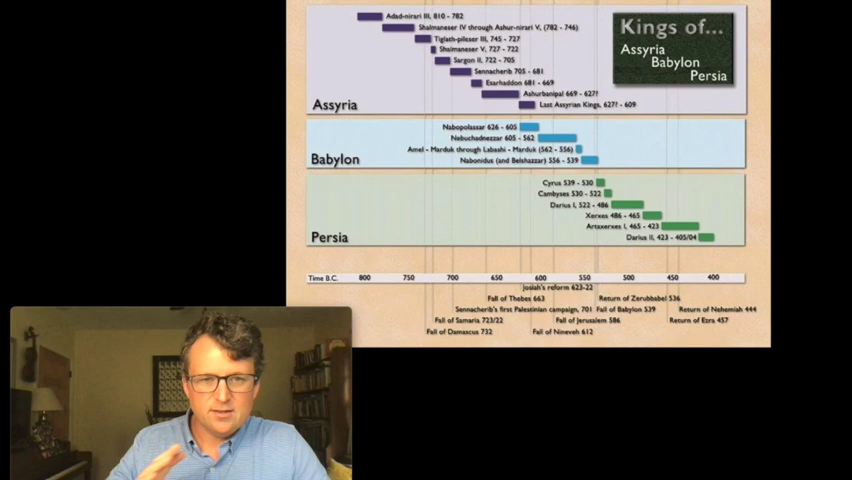 Kings of...
Assyria
Babylon
Persia
Adad-nirari III, 810 - 782
Shalmaneser IV through Ashur-nirari V, (782 - 746)
Tiglath-pileser III, 745 - 727
Shalmaneser V, 727 - 722
Sargon II, 722 - 705
Sennacherib 705 - 681
Esarhaddon 681 - 669
Ashurbanipal 669 - 627?
Last Assyrian Kings, 627? - 609
Assyria
Nabopolassar 626 - 605
Nebuchadnezzar 605 - 562
Amel - Marduk through Labashi - Marduk (562 - 556)
Nabonidus (and Belshazzar) 556 - 539
Babylon
Cyrus 539 - 530
Cambyses 530 - 522
Darius I, 522 - 486
Xerxes 486 - 465
Artaxerxes I, 465 - 423
Darius II, 423 - 405/04
Persia
Time B.C. 800 750 700 650 600 550 500 450 400
Josiah's reform 623-22
Fall of Thebes 663 Return of Zerubbabel 536
Sennacherib's first Palestinian campaign, 701 Fall of Babylon 539 Return of Nehemiah 444
Fall of Samaria 723/22 Fall of Jerusalem 586 Return of Ezra 457
Fall of Damascus 732 Fall of Nineveh 612